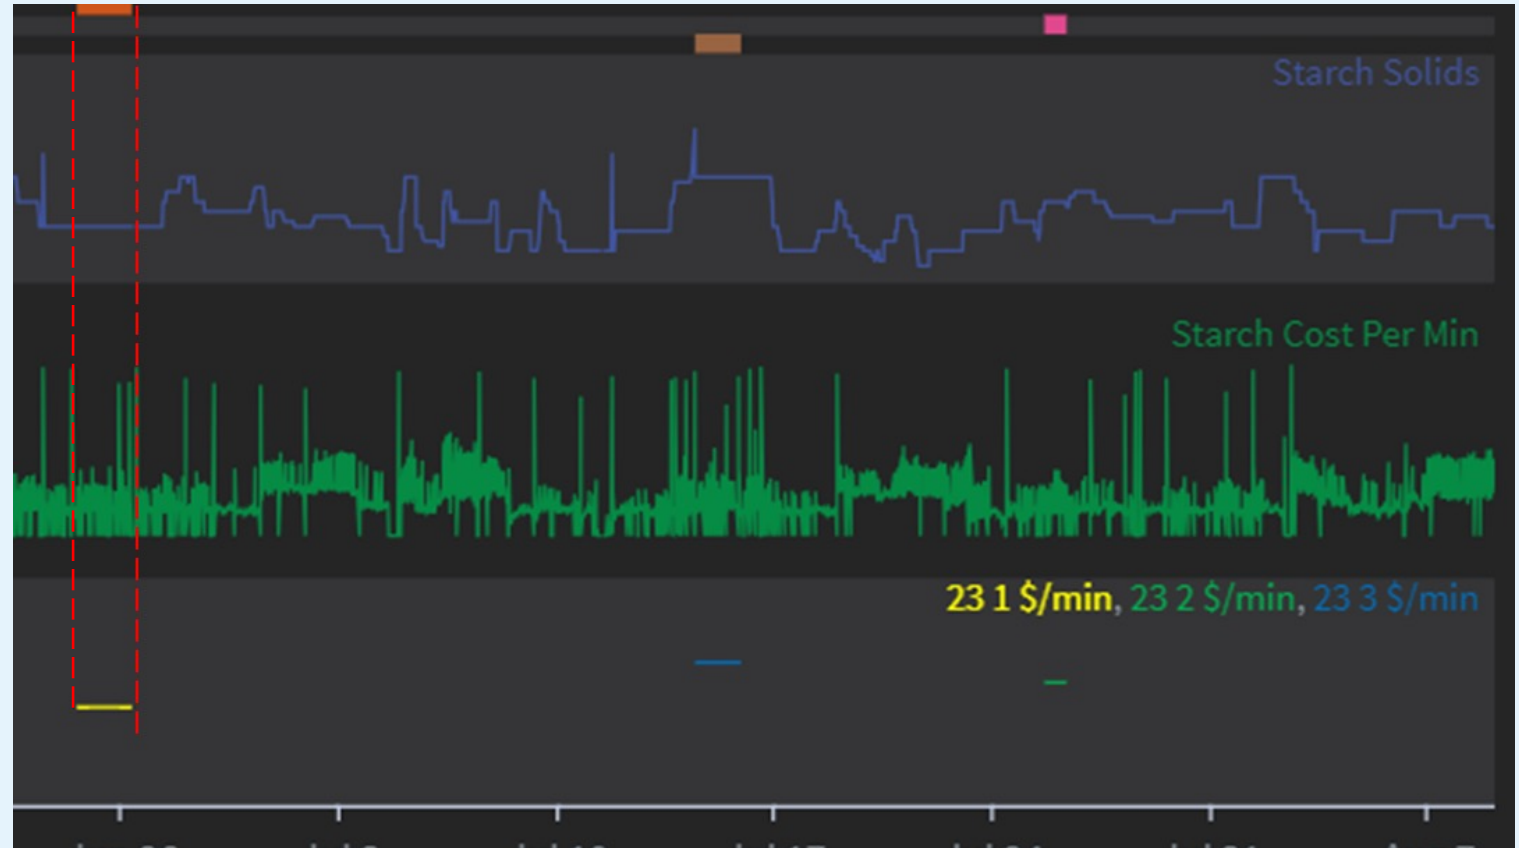 Starch Solids
Starch Cost Per Min
23 1 $/min, 23 2 $/min, 23 3 $/min